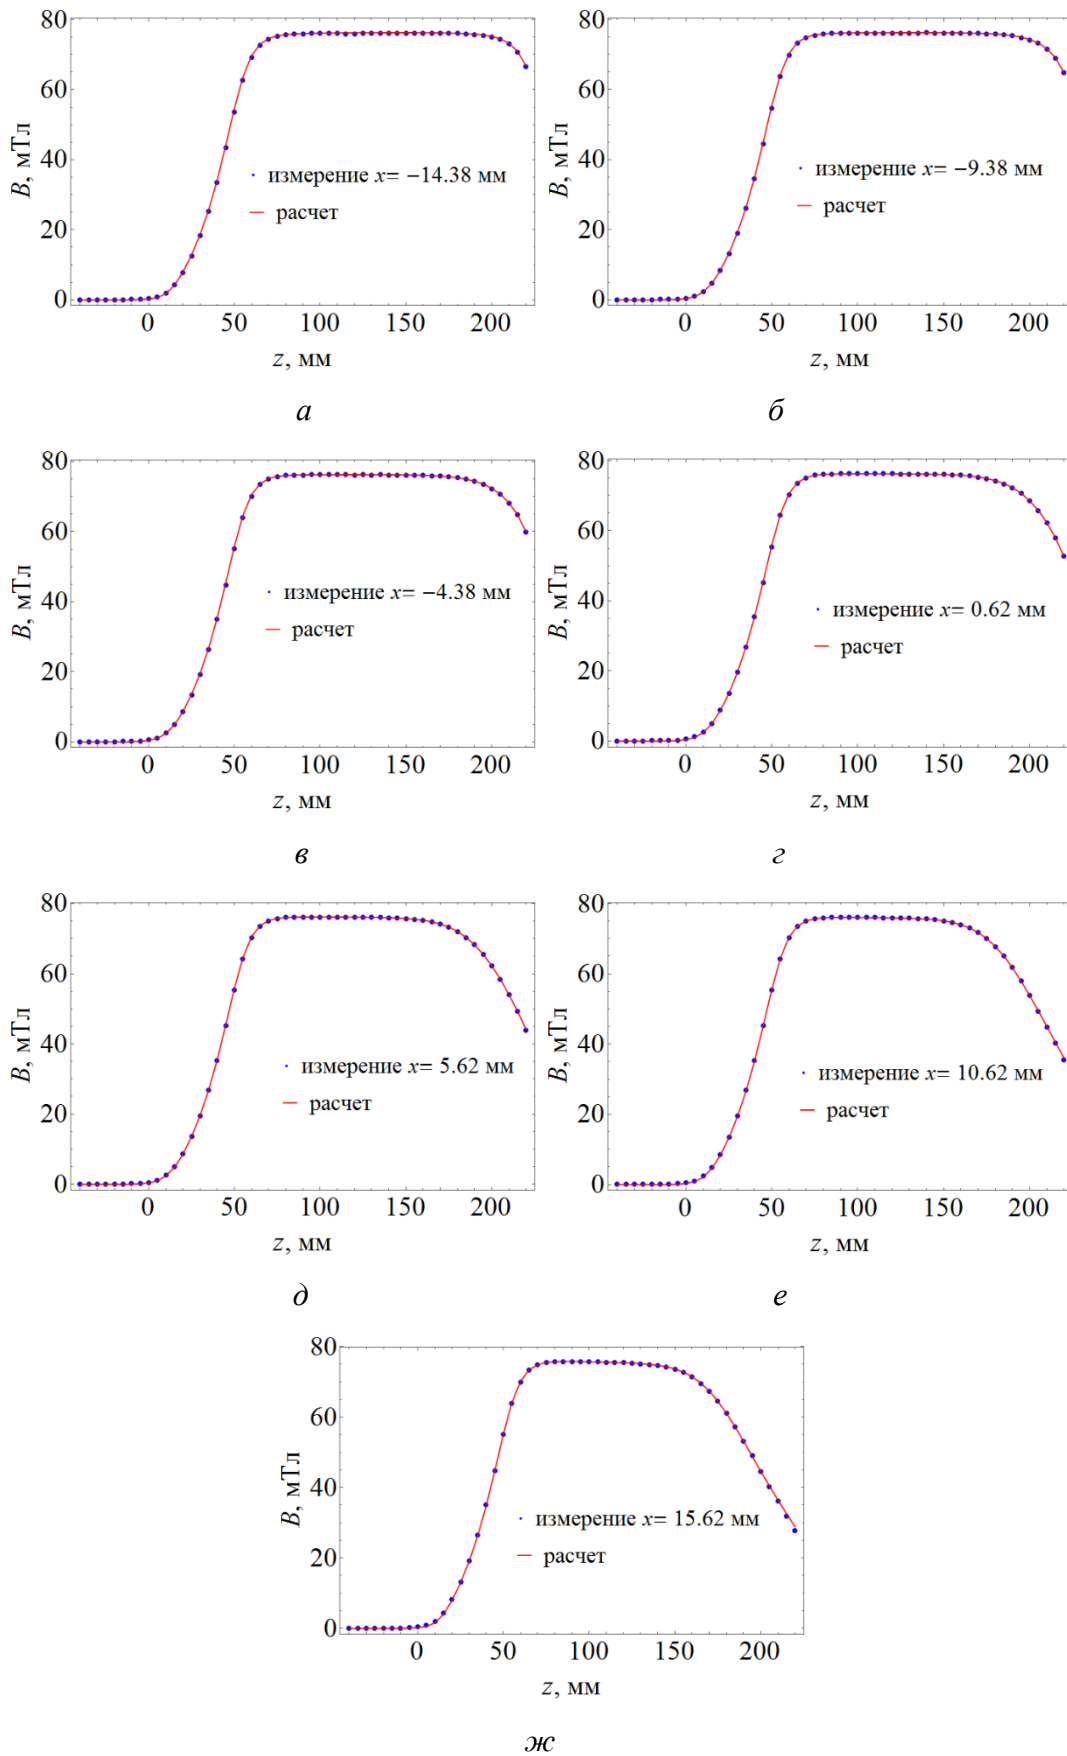 80
60
40
20
0
B, мТл
измерение x= −14.38 мм
расчет
0 50 100 150 200
z, мм
а
80
60
40
20
0
B, мТл
измерение x= −9.38 мм
расчет
0 50 100 150 200
z, мм
б
80
60
40
20
0
B, мТл
измерение x= −4.38 мм
расчет
0 50 100 150 200
z, мм
в
80
60
40
20
0
B, мТл
измерение x= 0.62 мм
расчет
0 50 100 150 200
z, мм
г
80
60
40
20
0
B, мТл
измерение x= 5.62 мм
расчет
0 50 100 150 200
z, мм
д
80
60
40
20
0
B, мТл
измерение x= 10.62 мм
расчет
0 50 100 150 200
z, мм
е
80
60
40
20
0
B, мТл
измерение x= 15.62 мм
расчет
0 50 100 150 200
z, мм
ж